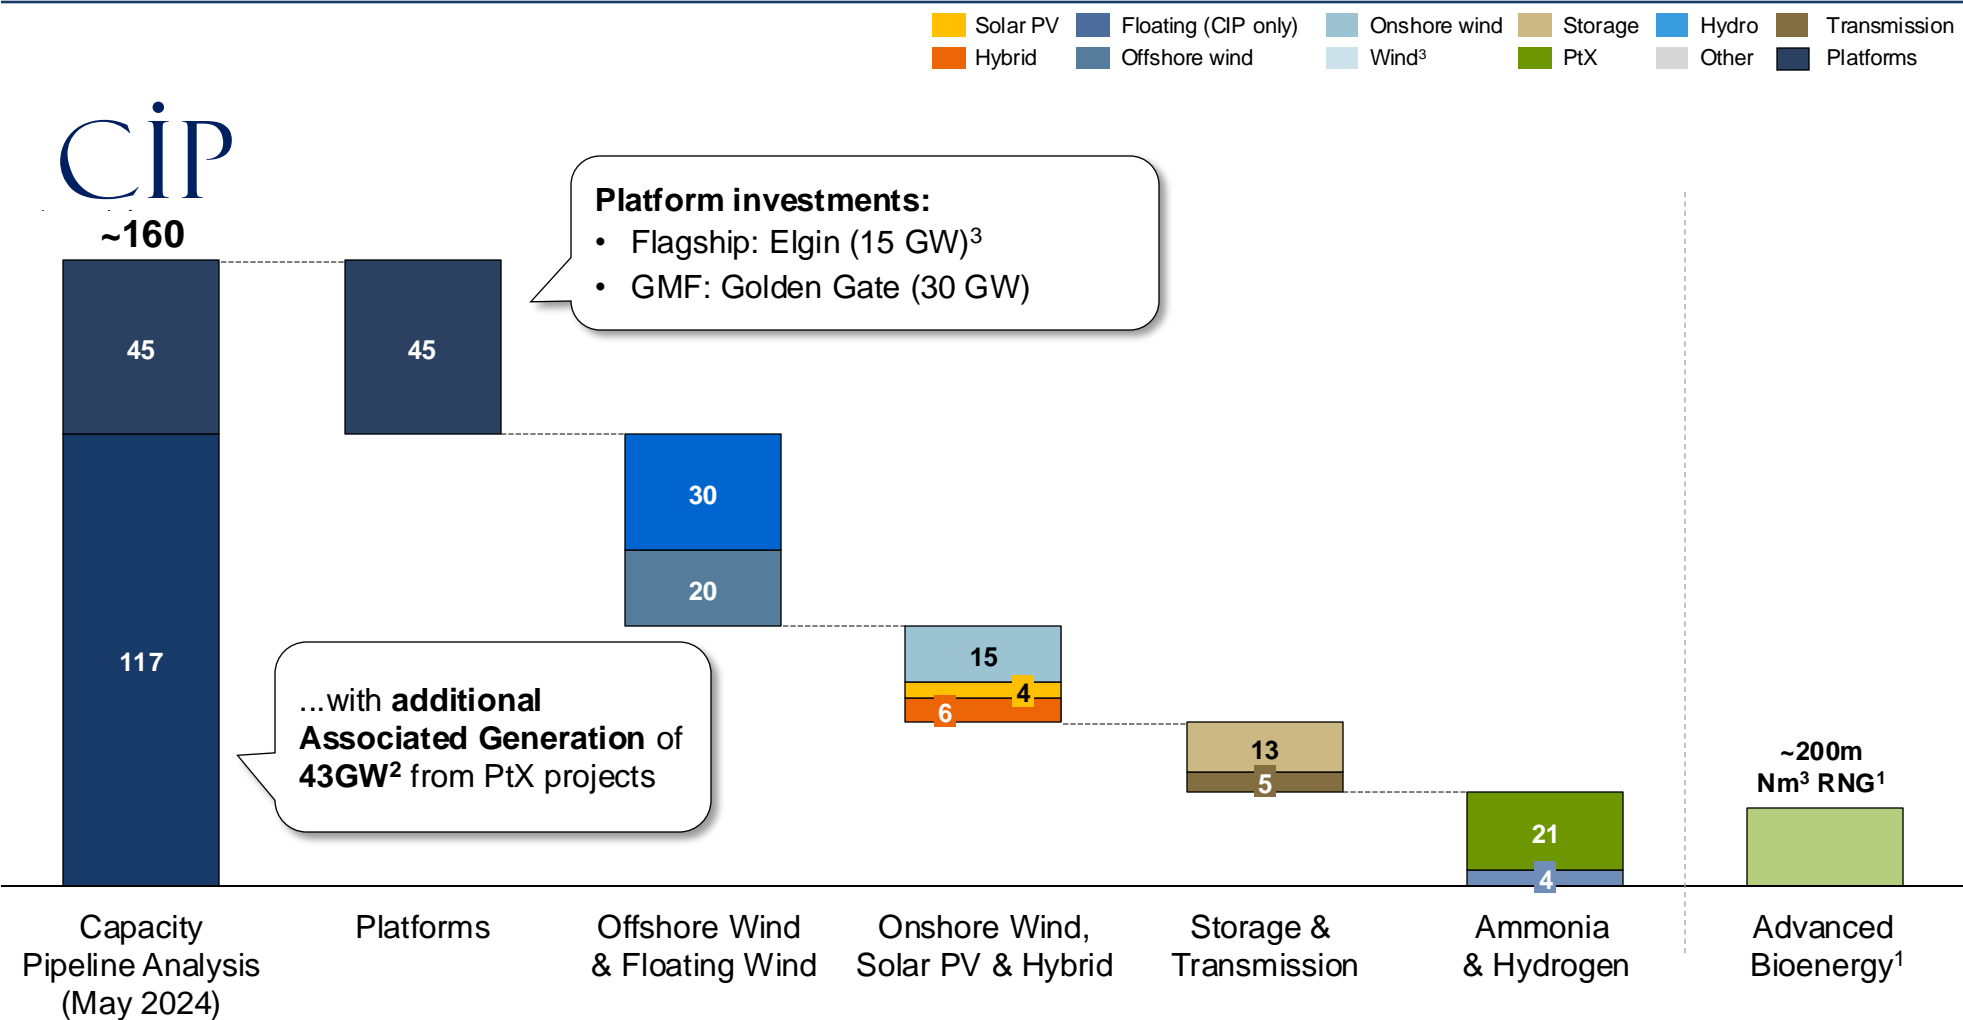 Solar PV
Floating (CIP only)
Onshore wind
Storage
Hydro
Transmission
Hybrid
Offshore wind
Wind³
PtX
Other
Platforms
CIP
~160
Platform investments:
• Flagship: Elgin (15 GW)³
• GMF: Golden Gate (30 GW)
45
45
30
20
117
...with additional
Associated Generation of
43GW² from PtX projects
15
4
6
13
5
21
4
~200m
Nm³ RNG¹
Capacity
Pipeline Analysis
(May 2024)
Platforms
Offshore Wind
& Floating Wind
Onshore Wind,
Solar PV & Hybrid
Storage &
Transmission
Ammonia
& Hydrogen
Advanced
Bioenergy¹